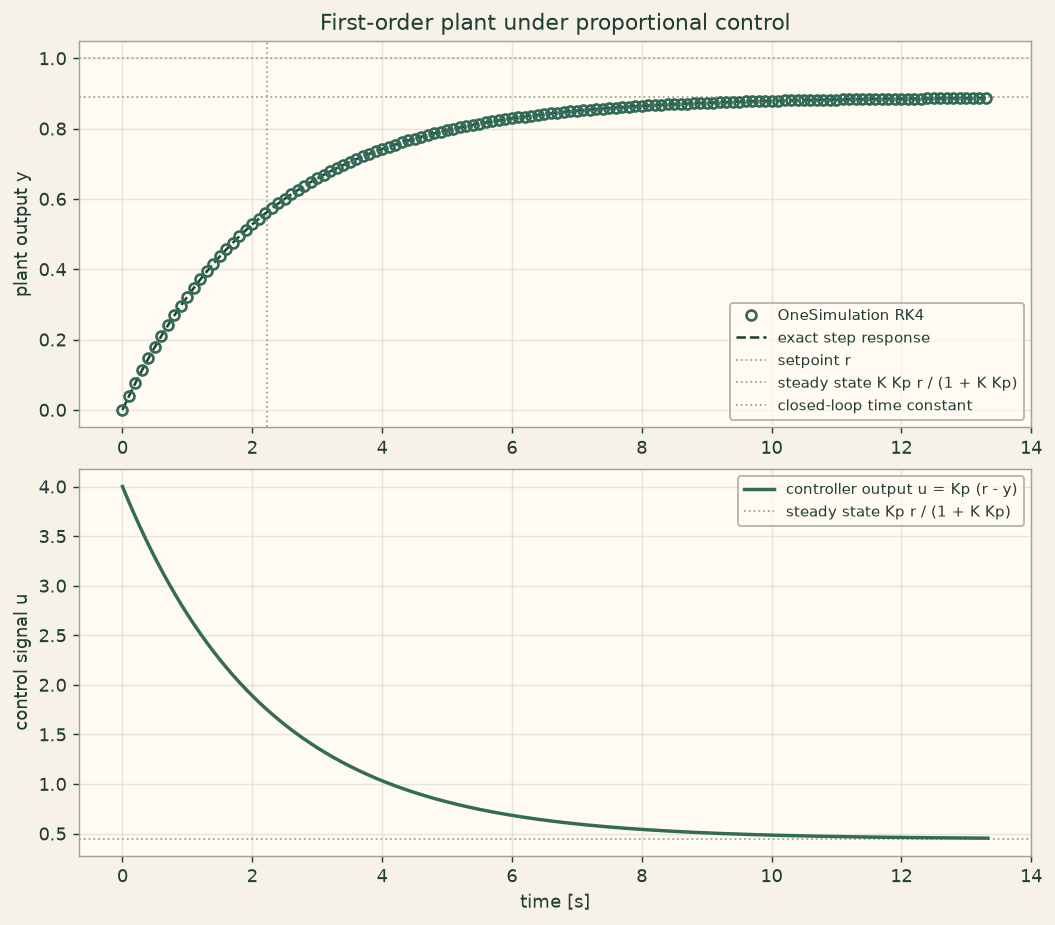 First-order plant under proportional control
plant output y
1.0
0.8
0.6
0.4
0.2
0.0
OneSimulation RK4
exact step response
setpoint r
steady state K Kp r / (1 + K Kp)
closed-loop time constant
0 2 4 6 8 10 12 14
control signal u
4.0
3.5
3.0
2.5
2.0
1.5
1.0
0.5
controller output u = Kp (r - y)
steady state Kp r / (1 + K Kp)
0 2 4 6 8 10 12 14
time [s]